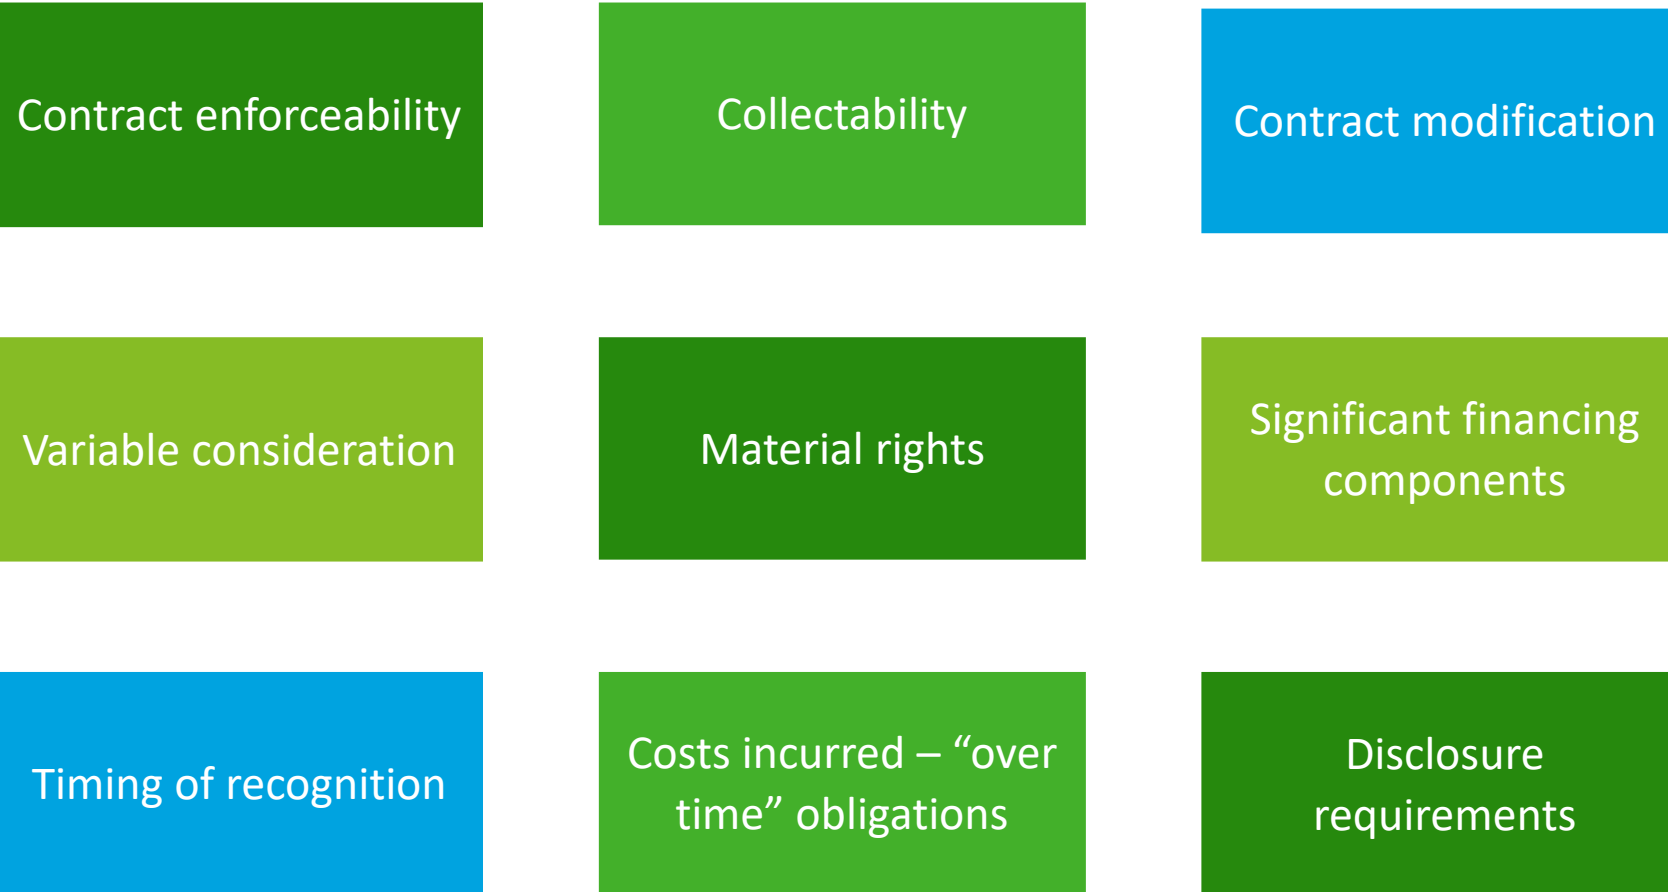 Contract enforceability
Collectability
Contract modification
Variable consideration
Material rights
Significant financing
components
Timing of recognition
Costs incurred – “over
time” obligations
Disclosure
requirements